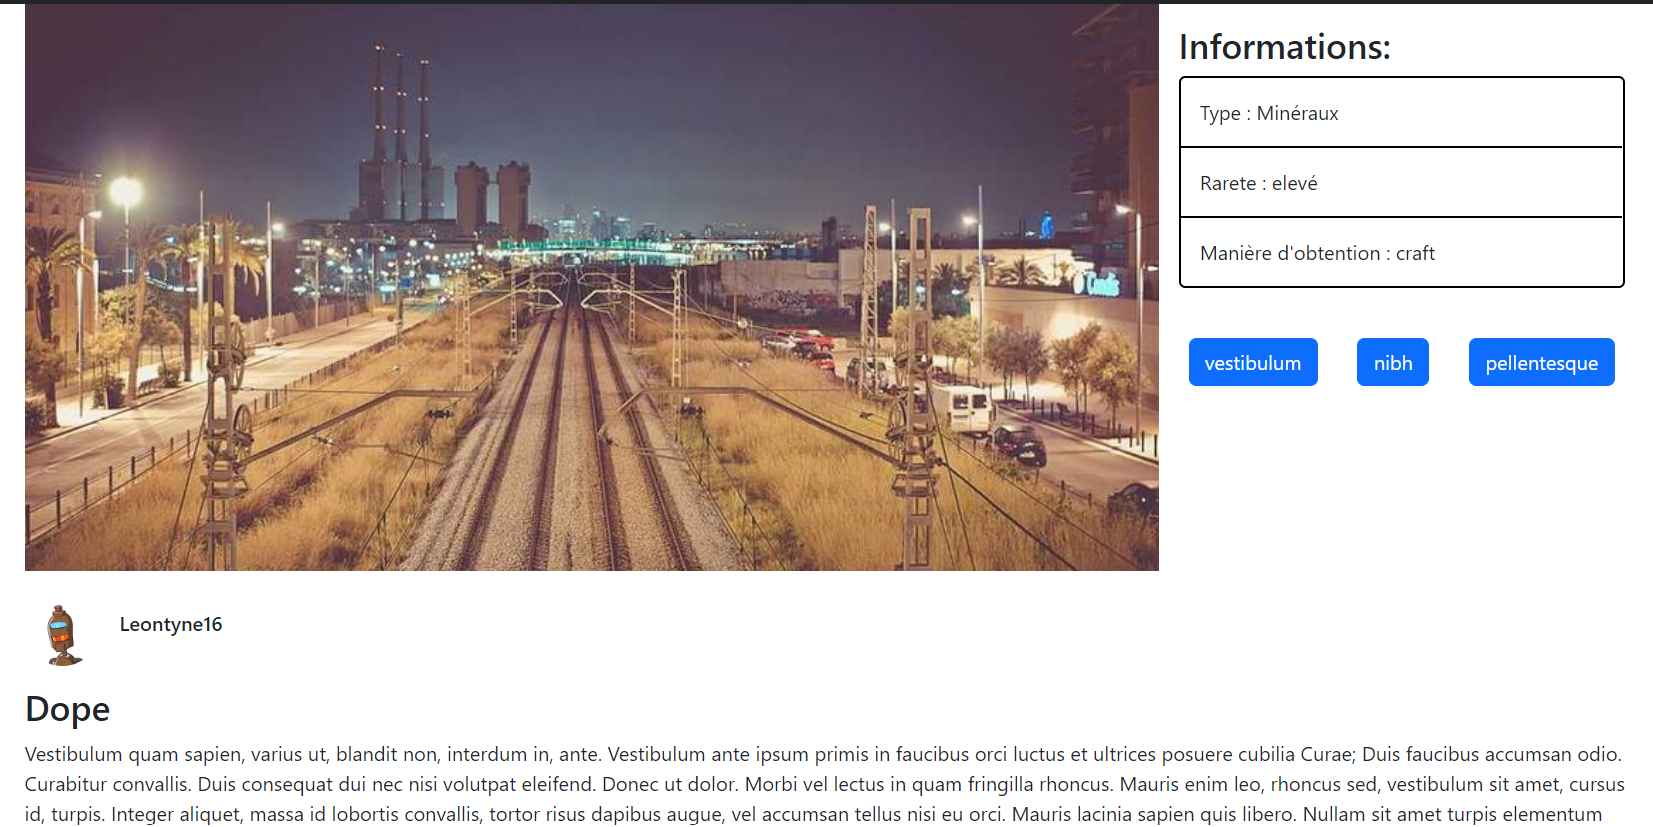 Informations:
Type : Minéraux
Rarete : elevé
Manière d'obtention : craft
vestibulum
nibh
pellentesque
Leontyne16
Dope
Vestibulum quam sapien, varius ut, blandit non, interdum in, ante. Vestibulum ante ipsum primis in faucibus orci luctus et ultrices posuere cubilia Curae; Duis faucibus accumsan odio.
Curabitur convallis. Duis consequat dui nec nisi volutpat eleifend. Donec ut dolor. Morbi vel lectus in quam fringilla rhoncus. Mauris enim leo, rhoncus sed, vestibulum sit amet, cursus
id, turpis. Integer aliquet, massa id lobortis convallis, tortor risus dapibus augue, vel accumsan tellus nisi eu orci. Mauris lacinia sapien quis libero. Nullam sit amet turpis elementum